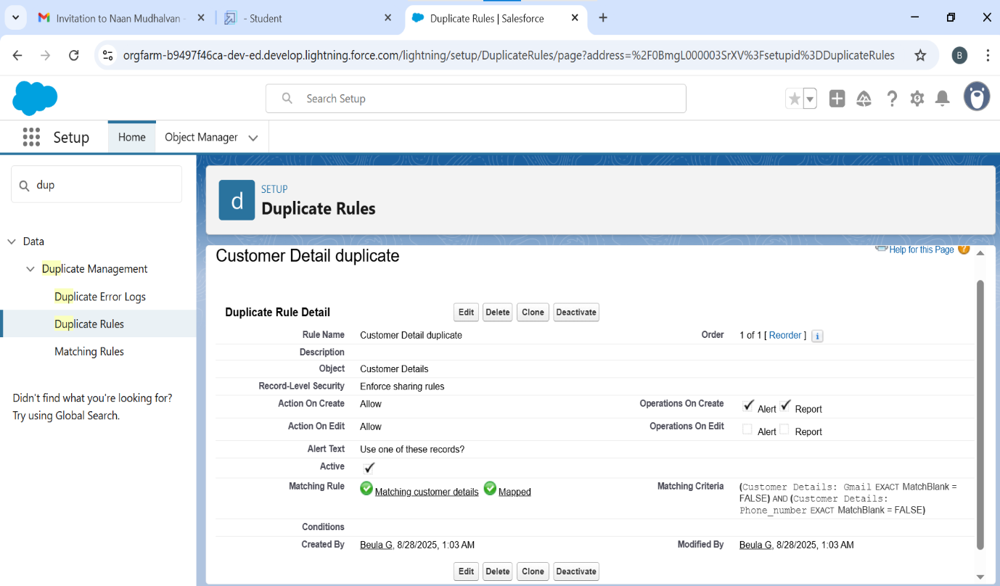 Invitation to Naan Mudhalvan -
- Student
Duplicate Rules | Salesforce
orgfarm-b9497f46ca-dev-ed.develop.lightning.force.com/lightning/setup/DuplicateRules/page?address=%2F0BmgL000003SrXV%3Fsetupid%3DDuplicateRules
B
Search Setup
Setup
Home
Object Manager
dup
Data
Duplicate Management
Duplicate Error Logs
Duplicate Rules
Matching Rules
Didn't find what you're looking for?
Try using Global Search.
d
SETUP
Duplicate Rules
Customer Detail duplicate
Help for this Page ?
Duplicate Rule Detail
Edit Delete Clone Deactivate
Rule Name Customer Detail duplicate Order 1 of 1 [ Reorder ] i
Description
Object Customer Details
Record-Level Security Enforce sharing rules
Action On Create Allow Operations On Create Alert Report
Action On Edit Allow Operations On Edit Alert Report
Alert Text Use one of these records?
Active
Matching Rule Matching customer details Mapped Matching Criteria (Customer Details: Gmail EXACT MatchBlank =
FALSE) AND (Customer Details:
Phone_number EXACT MatchBlank = FALSE)
Conditions
Created By Beula G, 8/28/2025, 1:03 AM Modified By Beula G, 8/28/2025, 1:03 AM
Edit Delete Clone Deactivate